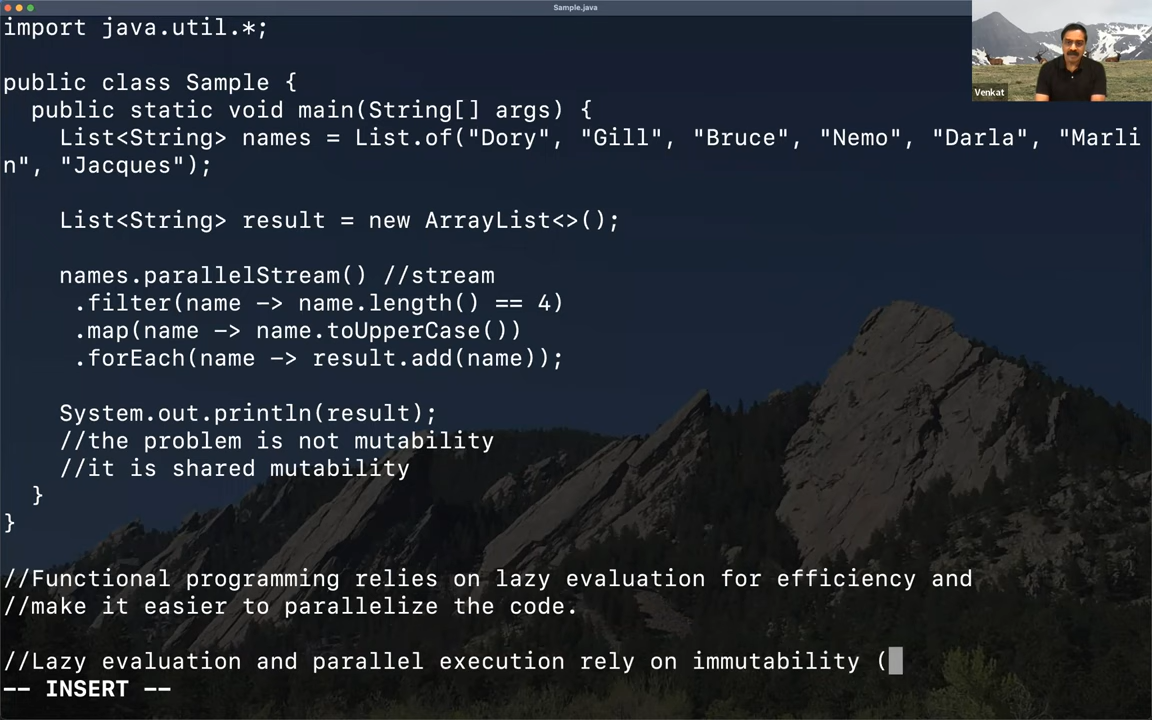 Sample.java
import java.util.*;
public class Sample {
public static void main(String[] args) {
List<String> names = List.of("Dory", "Gill", "Bruce", "Nemo", "Darla", "Marli
n", "Jacques");
List<String> result = new ArrayList<>();
names.parallelStream() //stream
.filter(name -> name.length() == 4)
.map(name -> name.toUpperCase())
.forEach(name -> result.add(name));
System.out.println(result);
//the problem is not mutability
//it is shared mutability
}
}
//Functional programming relies on lazy evaluation for efficiency and
//make it easier to parallelize the code.
//Lazy evaluation and parallel execution rely on immutability (
-- INSERT --
Venkat